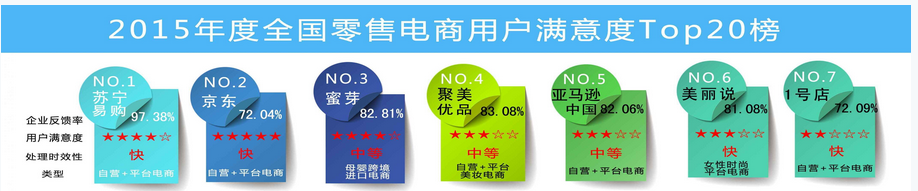 2015年度全国零售电商用户满意度Top20榜
NO.1
苏宁
易购
97.38%
★★★★☆
快
自营+平台电商
NO.2
京东
72.04%
★★★★★
快
自营+平台电商
NO.3
蜜芽
82.81%
★★★★☆
中等
母婴跨境
进口电商
NO.4
聚美
优品
83.08%
★★★☆☆
中等
自营+平台
美妆电商
NO.5
亚马逊
中国
82.06%
★★★☆☆
中等
自营+平台电商
NO.6
美丽说
81.08%
★★★☆☆
快
女性时尚
平台电商
NO.7
1号店
72.09%
★★★☆☆
快
自营+平台电商
企业反馈率
用户满意度
处理时效性
类型